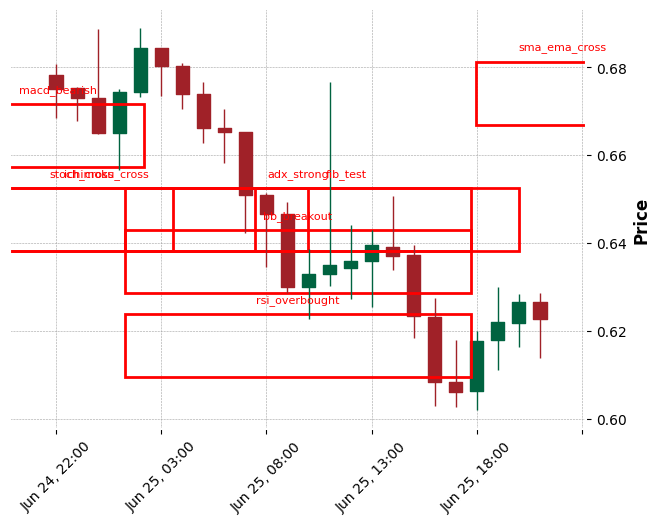 sma_ema_cross
0.68
macd_bearish
0.66
stoch_cross
ichimoku_cross
adx_strong
fib_test
Price
bb_breakout
0.64
rsi_overbought
0.62
0.60
Jun 24, 22:00
Jun 25, 03:00
Jun 25, 08:00
Jun 25, 13:00
Jun 25, 18:00